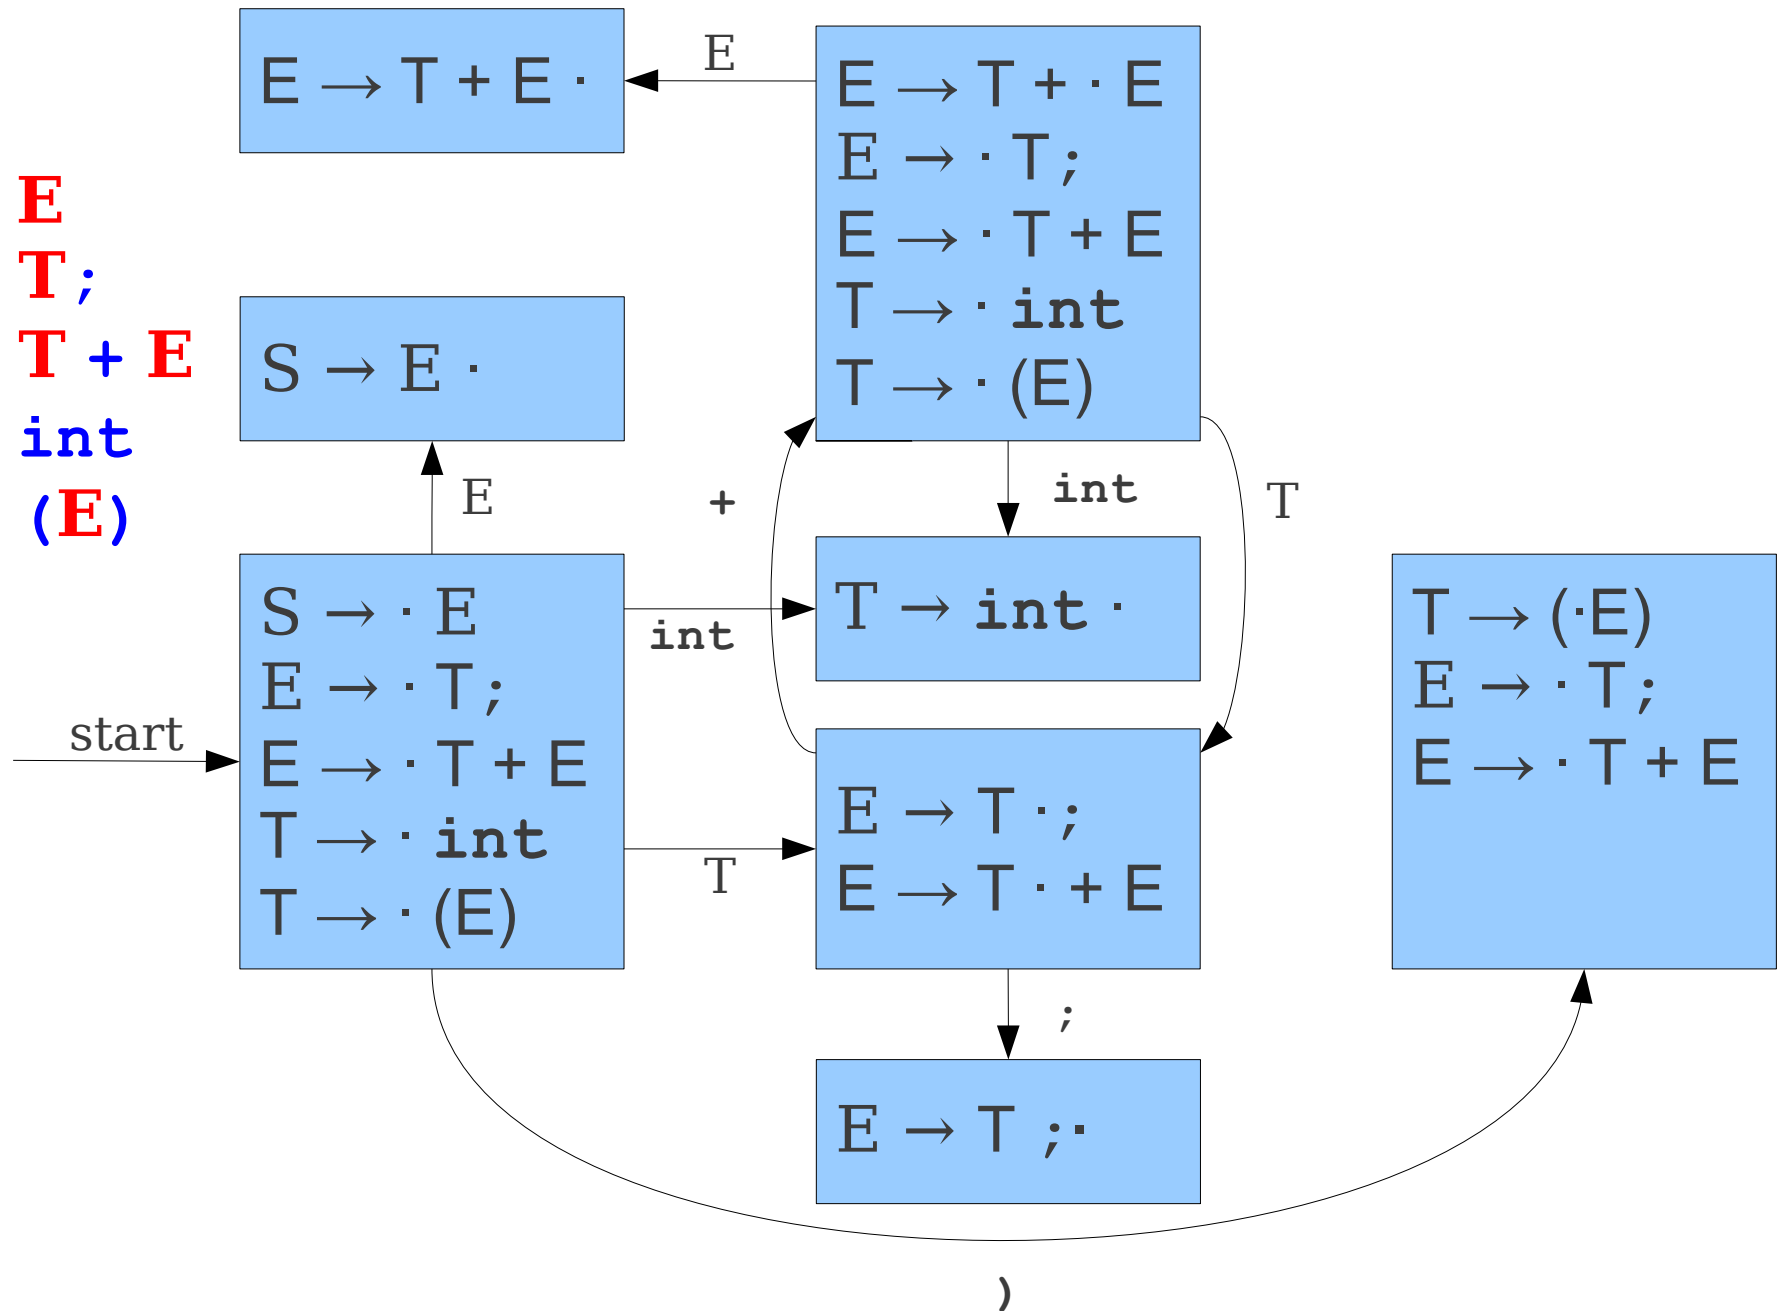 E
T ;
T + E
int
(E)
E → T + E ·
E
E → T + · E
E → · T ;
E → · T + E
T → · int
T → · (E)
S → E ·
E
+
int
T
start
S → · E
E → · T ;
E → · T + E
T → · int
T → · (E)
int
T
T → int ·
E → T · ;
E → T · + E
;
E → T ; ·
T → (·E)
E → · T ;
E → · T + E
)